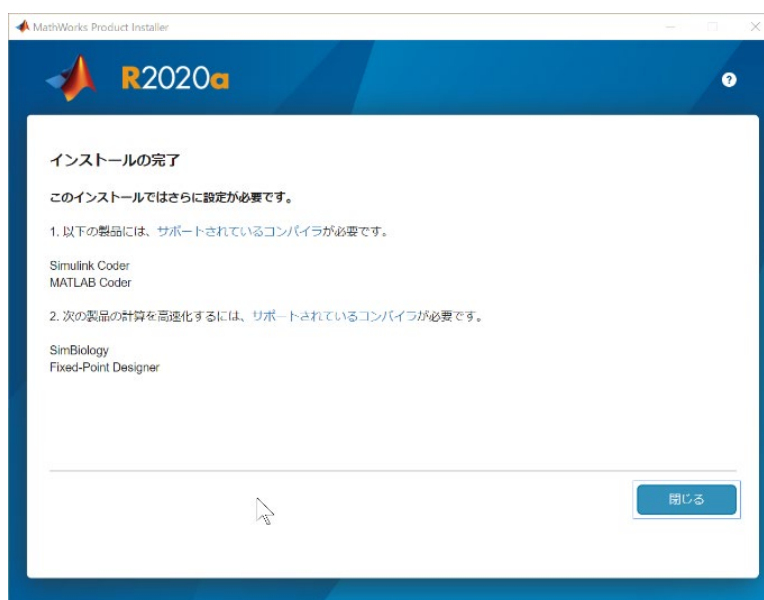 MathWorks Product Installer
R2020a
?
インストールの完了
このインストールではさらに設定が必要です。
1. 以下の製品には、サポートされているコンパイラが必要です。
Simulink Coder
MATLAB Coder
2. 次の製品の計算を高速化するには、サポートされているコンパイラが必要です。
SimBiology
Fixed-Point Designer
閉じる